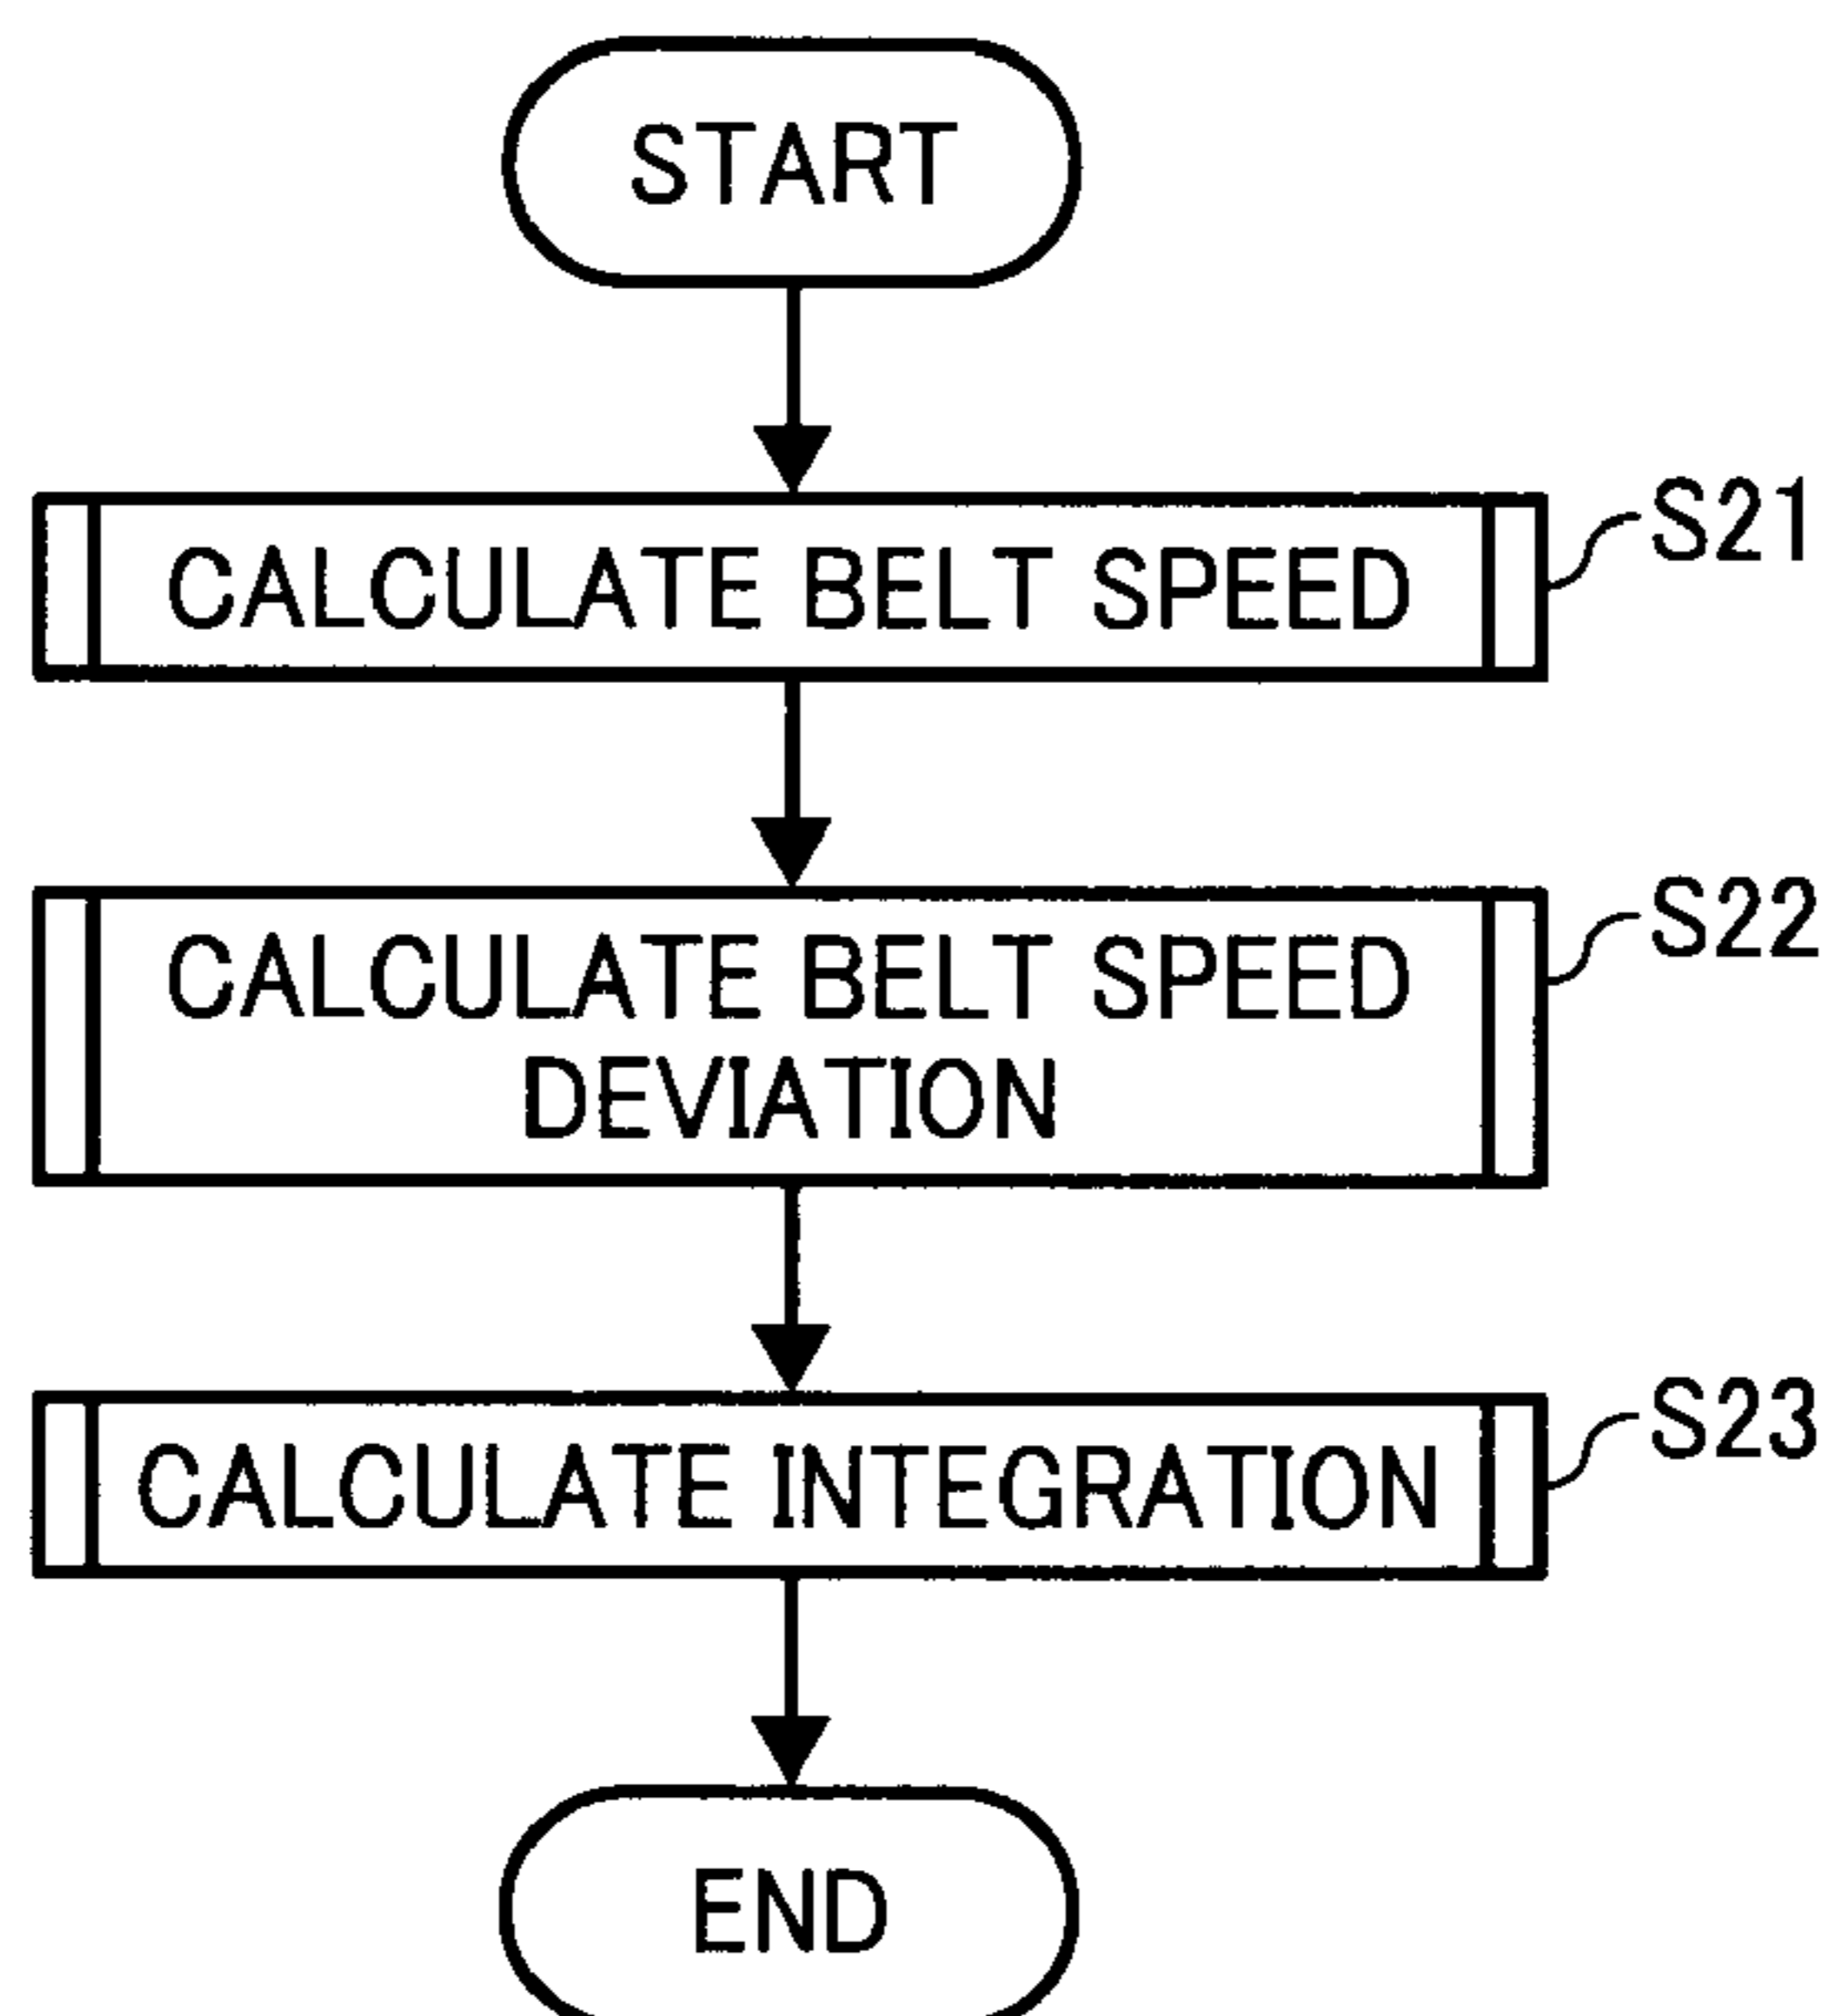 START
CALCULATE BELT SPEED
S21
CALCULATE BELT SPEED
DEVIATION
S22
CALCULATE INTEGRATION
S23
END